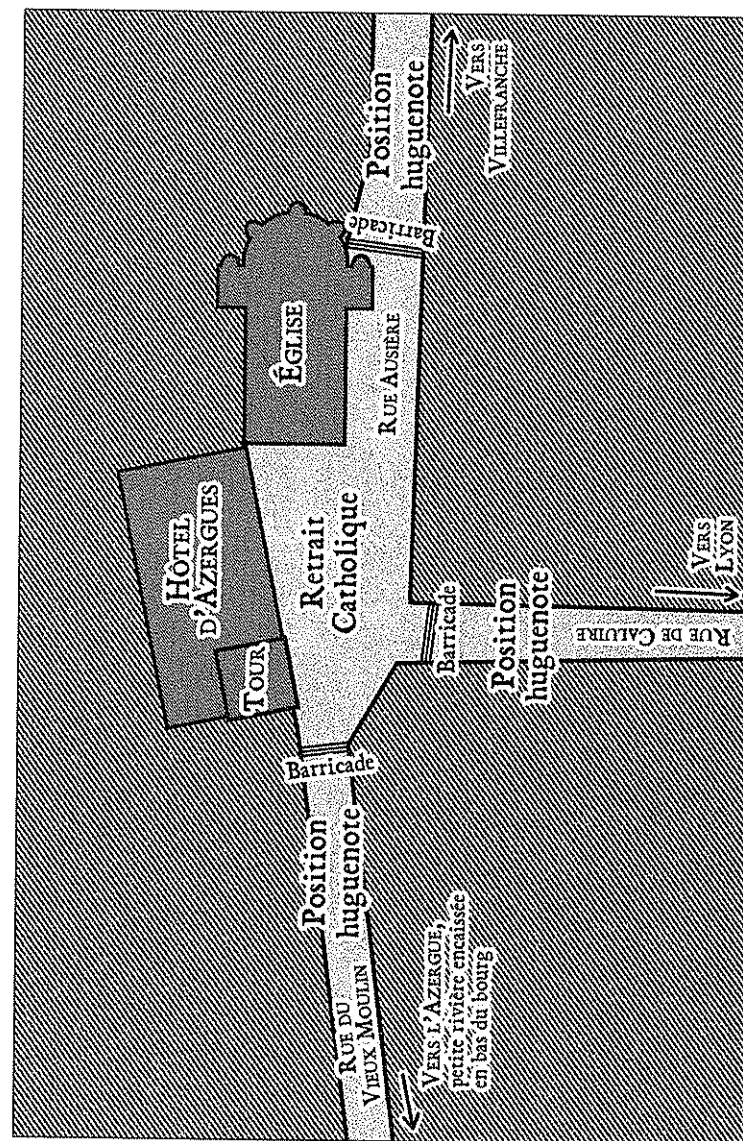 HÔTEL
D'AZERGUES
TOUR
ÉGLISE
Retrait
Catholique
RUE AUSIÈRE
Barricade
Position
huguenote
VERS
VILLEFRANCHE
Barricade
Position
huguenote
RUE DE CALUIRE
VERS
LYON
Barricade
Position
huguenote
RUE DU
VIEUX MOULIN
VERS L'AZERGUE,
petite rivière encaissée
en bas du bourg